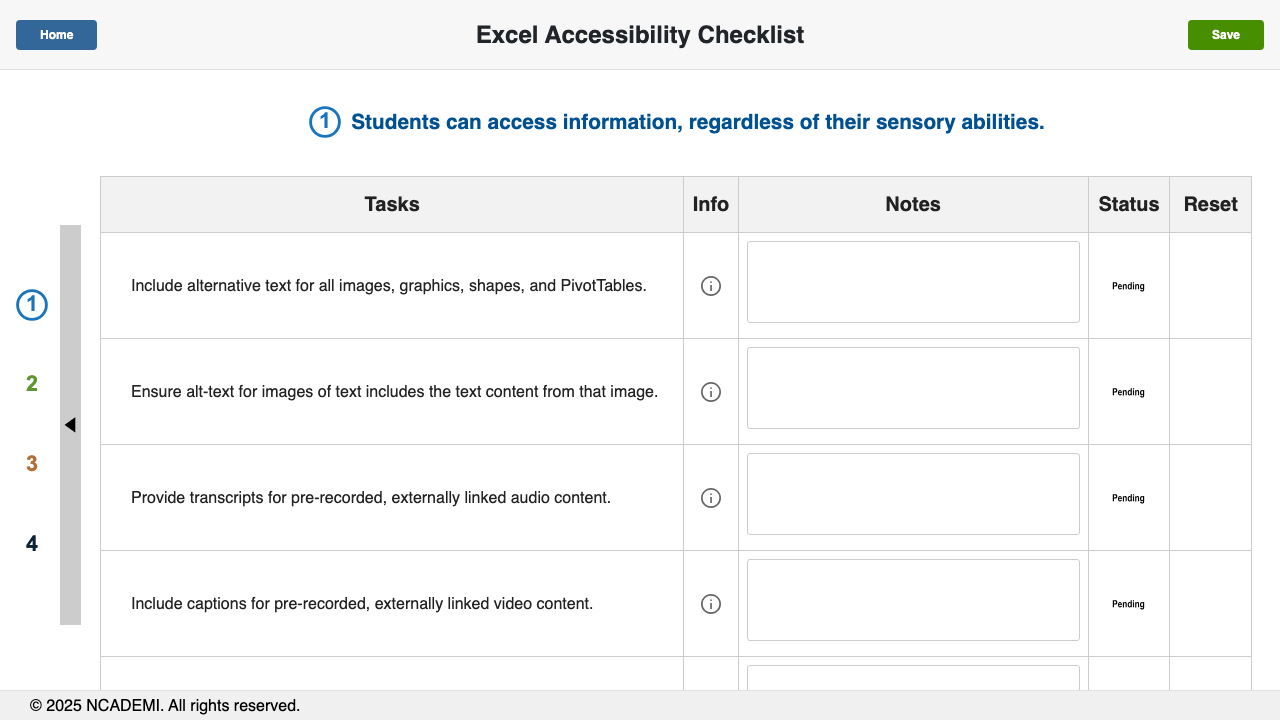 Home
Excel Accessibility Checklist
Save
1 Students can access information, regardless of their sensory abilities.
Tasks Info Notes Status Reset
Include alternative text for all images, graphics, shapes, and PivotTables.
Pending
Ensure alt-text for images of text includes the text content from that image.
Pending
Provide transcripts for pre-recorded, externally linked audio content.
Pending
Include captions for pre-recorded, externally linked video content.
Pending
1
2
3
4
© 2025 NCADEMI. All rights reserved.